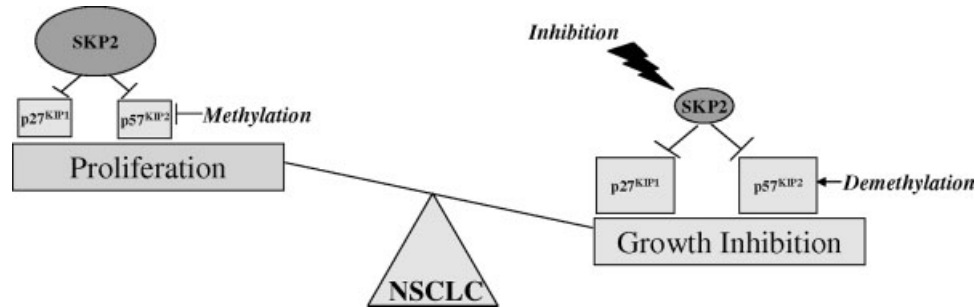 SKP2
p27KIP1
p57KIP2
Methylation
Proliferation
Inhibition
SKP2
p27KIP1
p57KIP2
Demethylation
Growth Inhibition
NSCLC